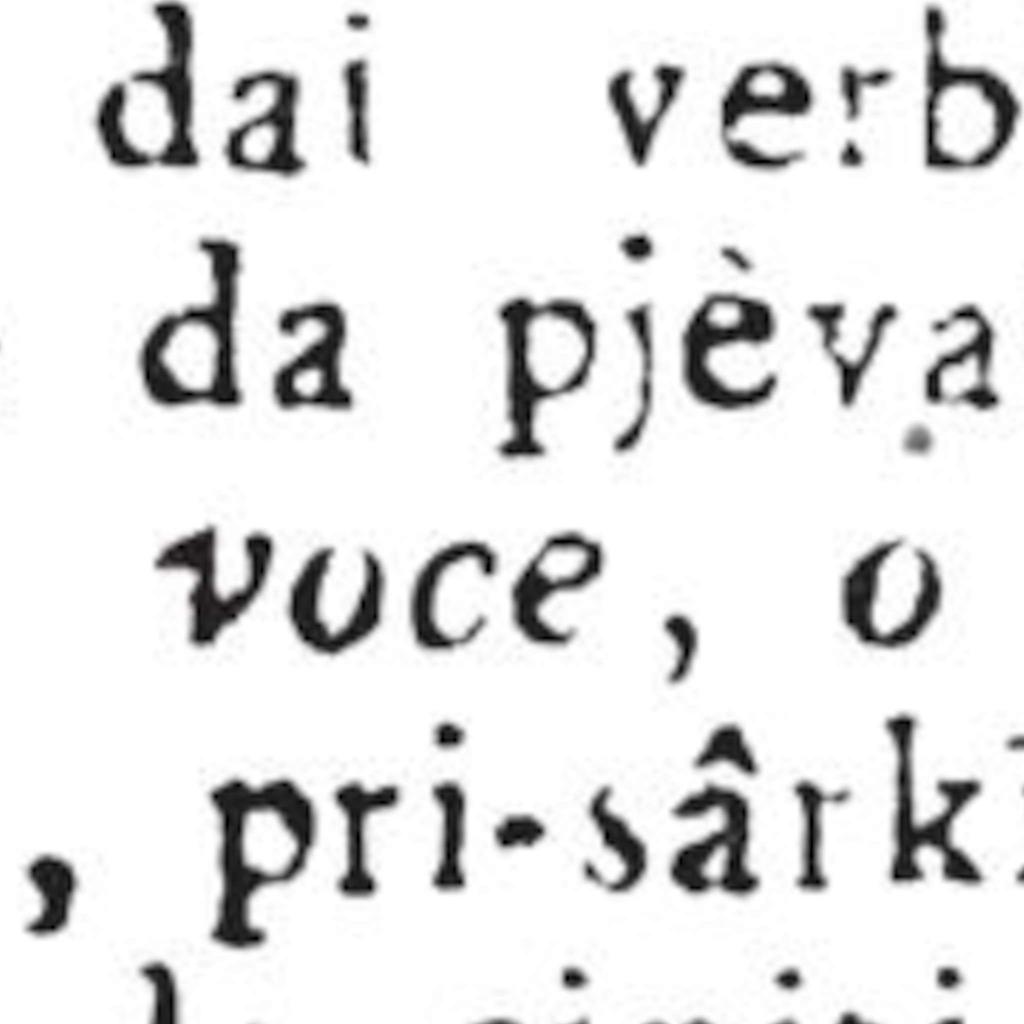 dai verb
da pjèva
voce, o
, pri-sârk